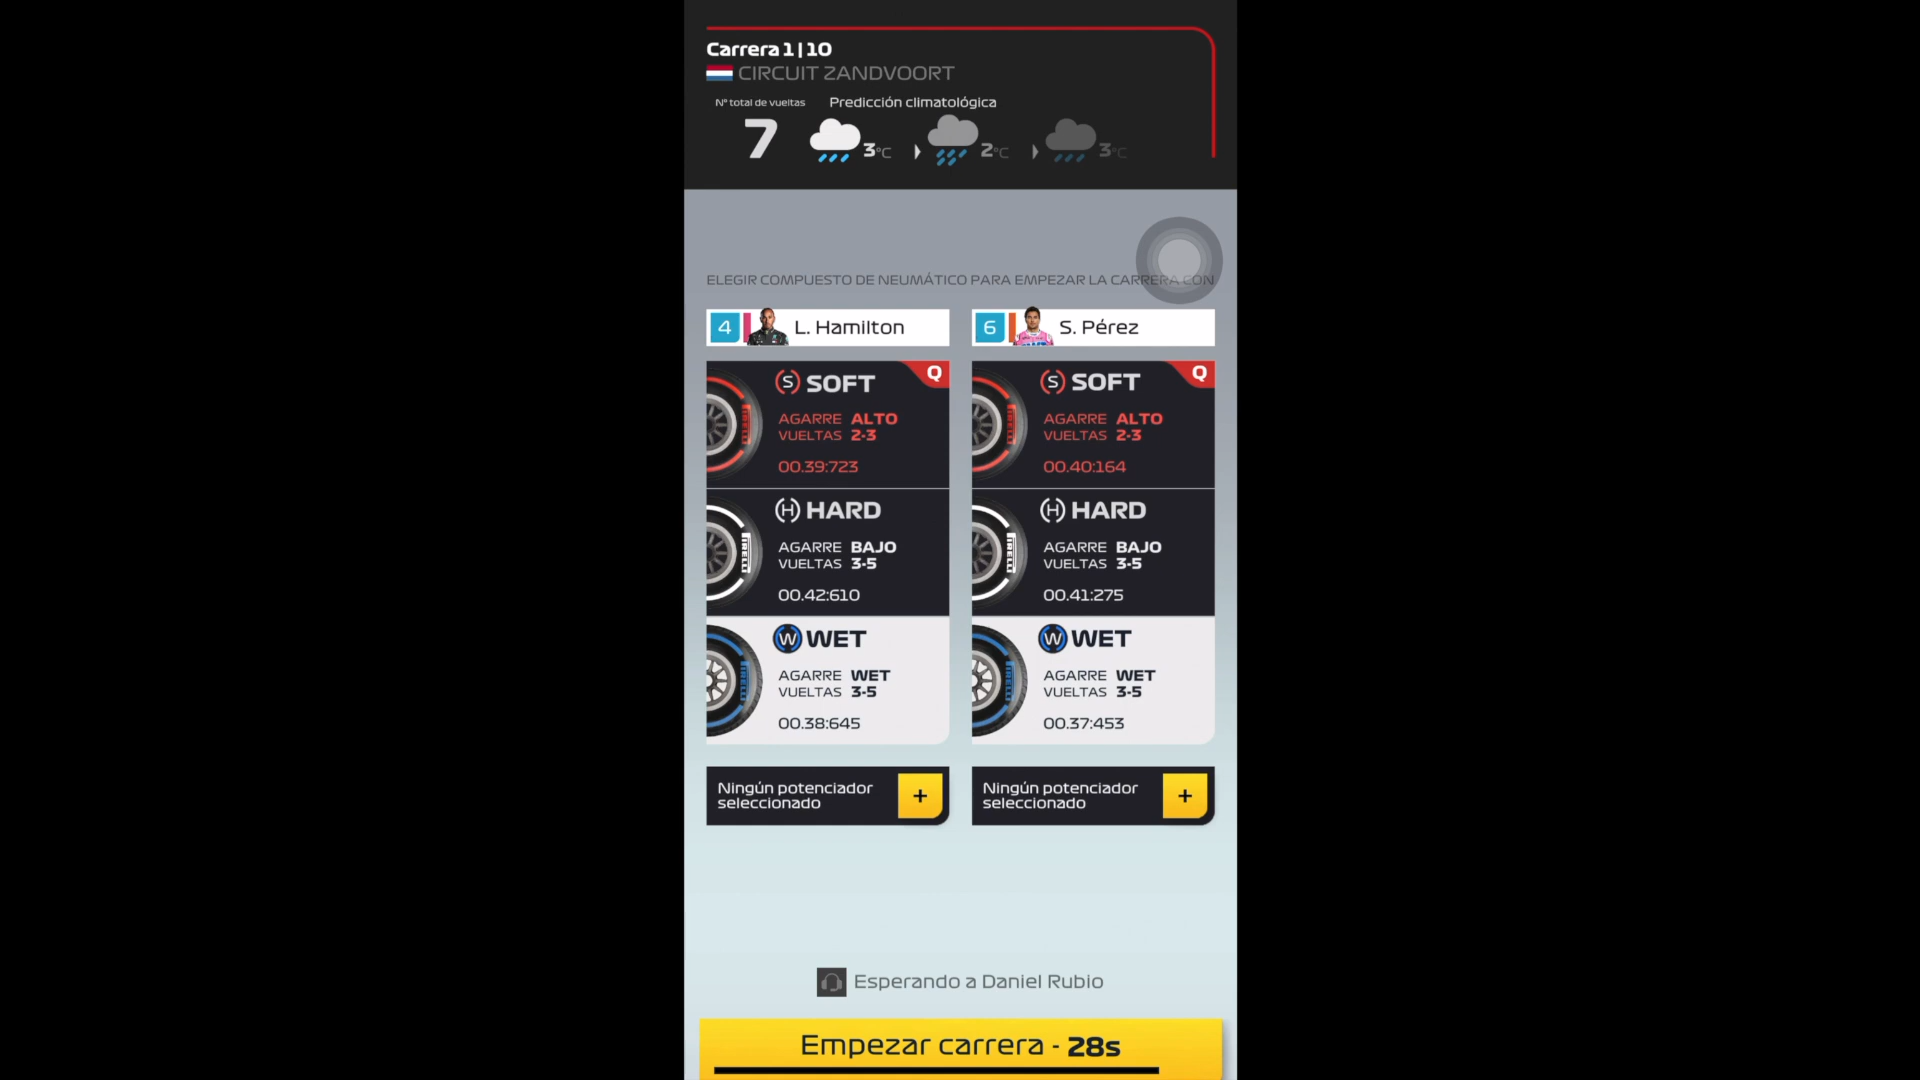 Carrera 1|10
CIRCUIT ZANDVOORT
Nº total de vueltas Predicción climatológica
7 3°C 2°C 3°C
ELEGIR COMPUESTO DE NEUMÁTICO PARA EMPEZAR LA CARRERA CON
4 L. Hamilton
6 S. Pérez
Q
S SOFT
AGARRE ALTO
VUELTAS 2-3
00.39:723
H HARD
AGARRE BAJO
VUELTAS 3-5
00.42:610
W WET
AGARRE WET
VUELTAS 3-5
00.38:645
Ningún potenciador
seleccionado +
Q
S SOFT
AGARRE ALTO
VUELTAS 2-3
00.40:164
H HARD
AGARRE BAJO
VUELTAS 3-5
00.41:275
W WET
AGARRE WET
VUELTAS 3-5
00.37:453
Ningún potenciador
seleccionado +
Esperando a Daniel Rubio
Empezar carrera - 28s